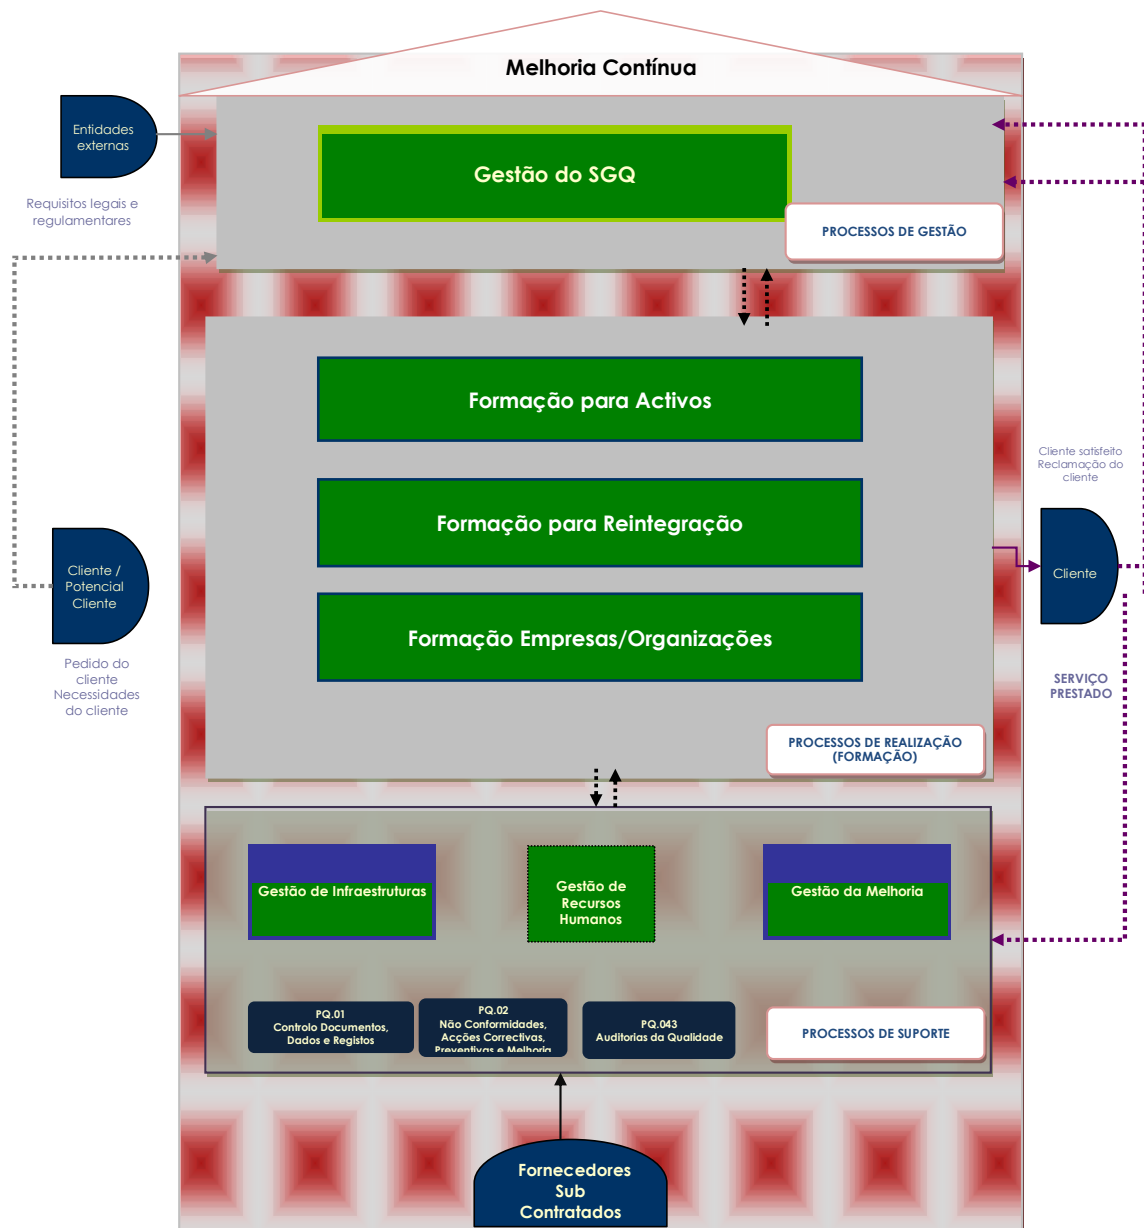 Melhoria Contínua
Entidades
externas
Requisitos legais e
regulamentares
Gestão do SGQ
PROCESSOS DE GESTÃO
Formação para Activos
Formação para Reintegração
Formação Empresas/Organizações
PROCESSOS DE REALIZAÇÃO
(FORMAÇÃO)
Cliente /
Potencial
Cliente
Pedido do
cliente
Necessidades
do cliente
Cliente satisfeito
Reclamação do
cliente
Cliente
SERVIÇO
PRESTADO
Gestão de Infraestruturas
Gestão de
Recursos
Humanos
Gestão da Melhoria
PQ.01
Controlo Documentos,
Dados e Registos
PQ.02
Não Conformidades,
Acções Correctivas,
Preventivas e Melhoria
PQ.043
Auditorias da Qualidade
PROCESSOS DE SUPORTE
Fornecedores
Sub
Contratados